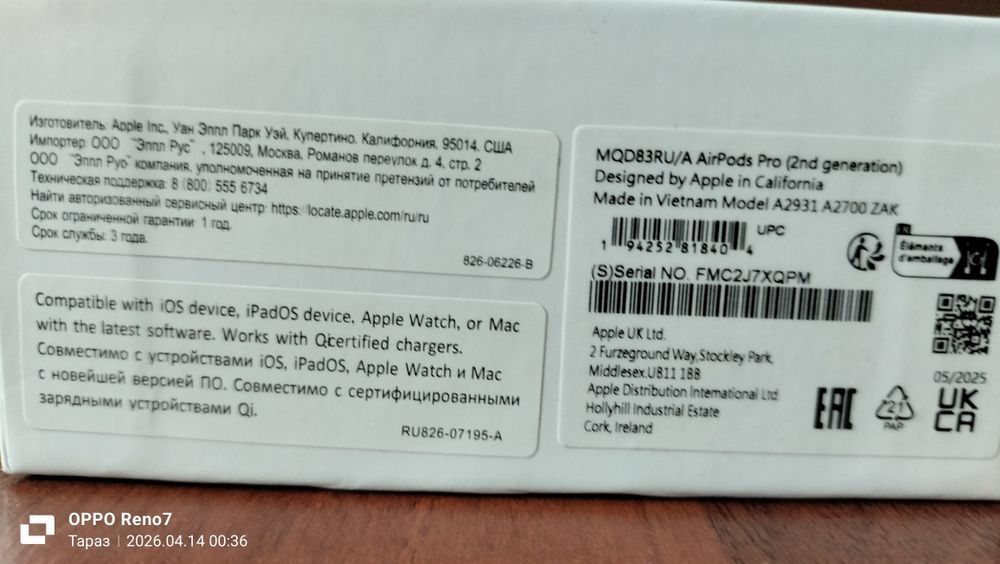 Изготовитель: Apple Inc., Уан Эппл Парк Уэй, Купертино, Калифорния, 95014, США
Импортер: ООО "Эппл Рус" , 125009, Москва, Романов переулок д. 4, стр. 2
ООО "Эппл Руо" компания, уполномоченная на принятие претензий от потребителей
Техническая поддержка: 8 (800) 555 6734
Найти авторизованный сервисный центр: https://locate.apple.com/ru/ru
Срок ограниченной гарантии: 1 год.
Срок службы: 3 года.
826-06226-B
Compatible with iOS device, iPadOS device, Apple Watch, or Mac
with the latest software. Works with Qicertified chargers.
Совместимо с устройствами iOS, iPadOS, Apple Watch и Mac
с новейшей версией ПО. Совместимо с сертифицированными
зарядными устройствами Qi.
RU826-07195-A
MQD83RU/A AirPods Pro (2nd generation)
Designed by Apple in California
Made in Vietnam Model A2931 A2700 ZAK
UPC
1 94252 81840 4
Éléments
d'emballage
(S)Serial NO. FMC2J7XQPM
Apple UK Ltd.
2 Furzeground Way,Stockley Park,
Middlesex.UB11 1BB
Apple Distribution International Ltd
Hollyhill Industrial Estate
Cork, Ireland
EAC
21
PAP
05/2025
UK
CA
OPPO Reno7
Тараз | 2026.04.14 00:36